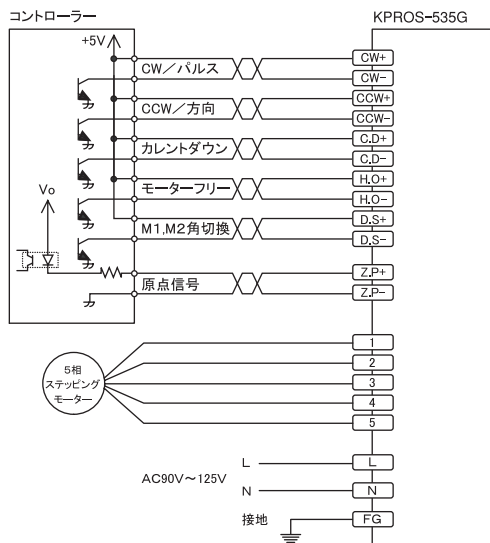 コントローラー
KPROS-535G
+5V
CW+
CW／パルス
CW-
CCW+
CCW／方向
CCW-
C.D+
カレントダウン
C.D-
H.O+
モーターフリー
H.O-
Vo
D.S+
M1,M2角切換
D.S-
Z.P+
原点信号
Z.P-
1
2
3
4
5
5相
ステッピング
モーター
L
L
AC90V～125V
N
N
接地
FG